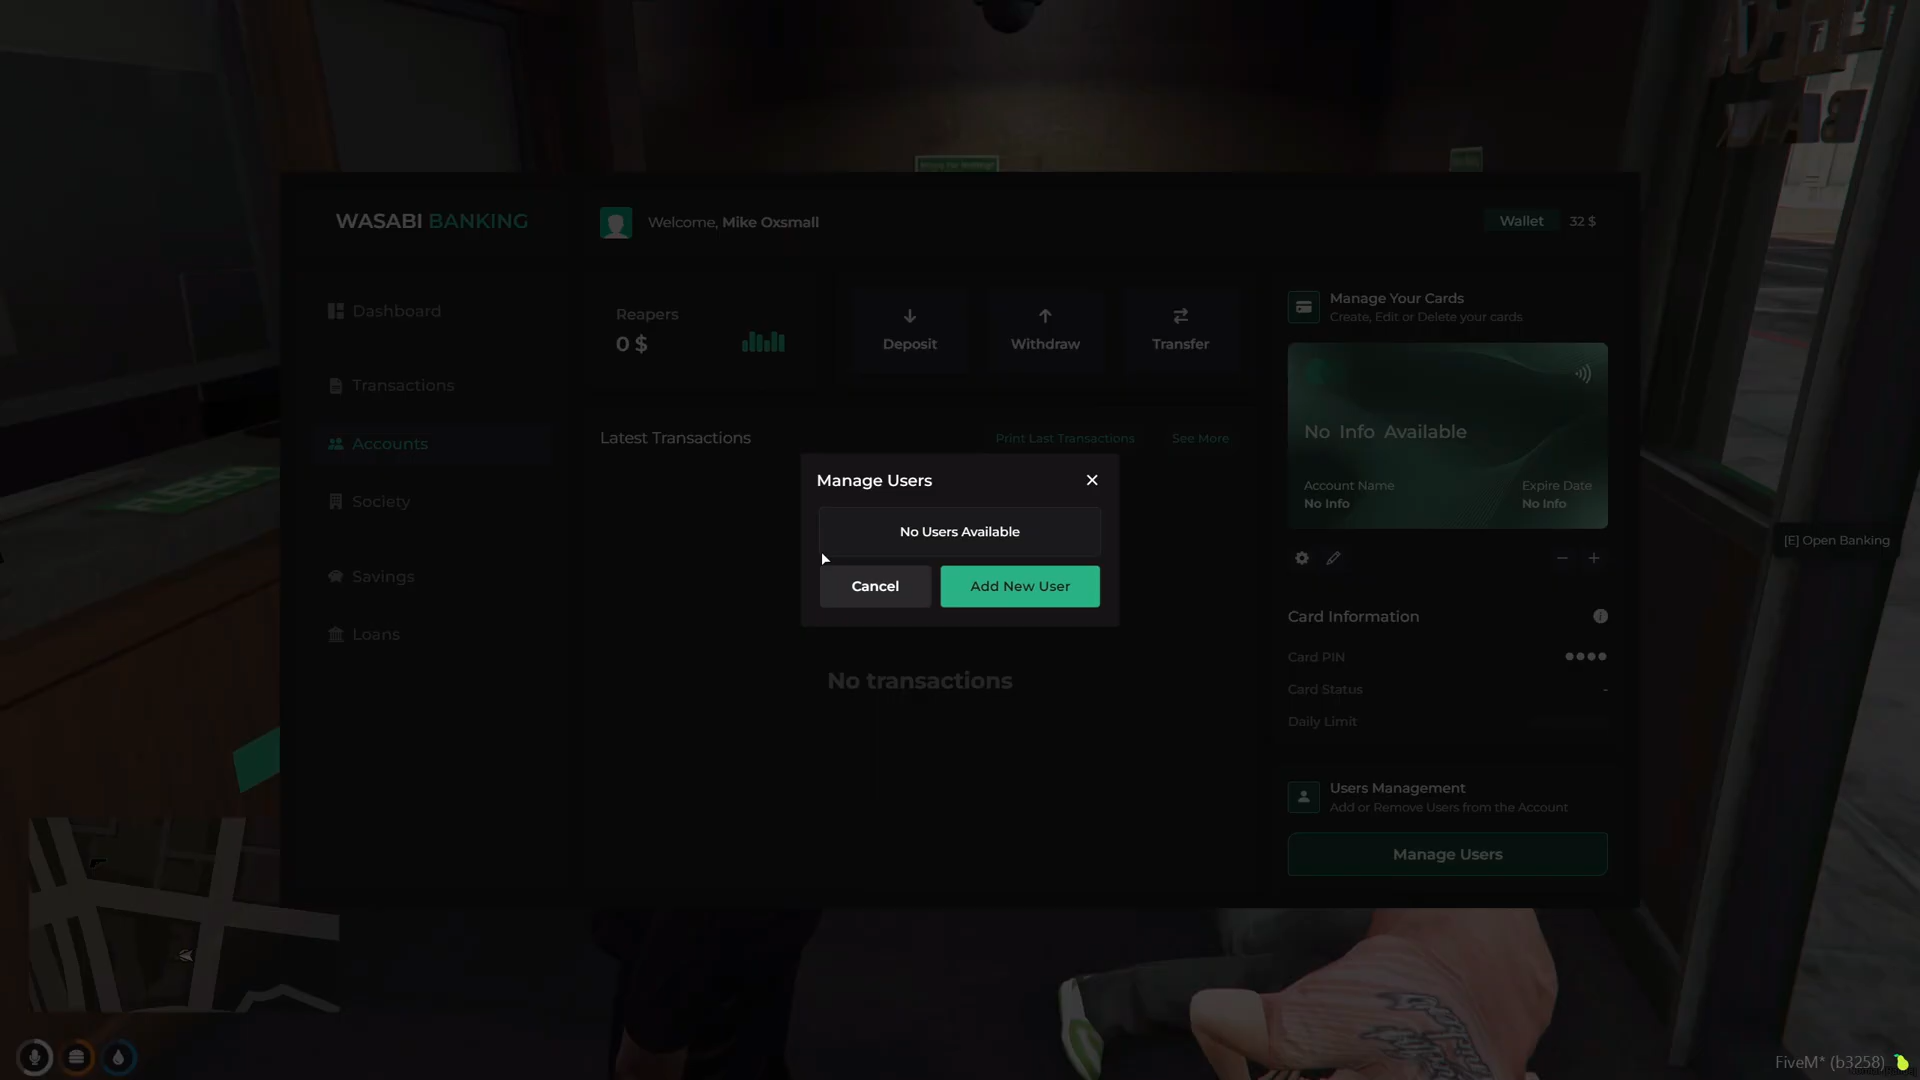 WASABI BANKING
Welcome, Mike Oxsmall
Wallet 32 $
Dashboard
Transactions
Accounts
Society
Savings
Loans
Reapers
0 $
Deposit
Withdraw
Transfer
Latest Transactions
Print Last Transactions
See More
No transactions
Manage Users
No Users Available
Cancel
Add New User
Manage Your Cards
Create, Edit or Delete your cards
No Info Available
Account Name
No Info
Expire Date
No Info
Card Information
Card PIN
Card Status -
Daily Limit
Users Management
Add or Remove Users from the Account
Manage Users
[E] Open Banking
FLEECA
FiveM* (b3258)